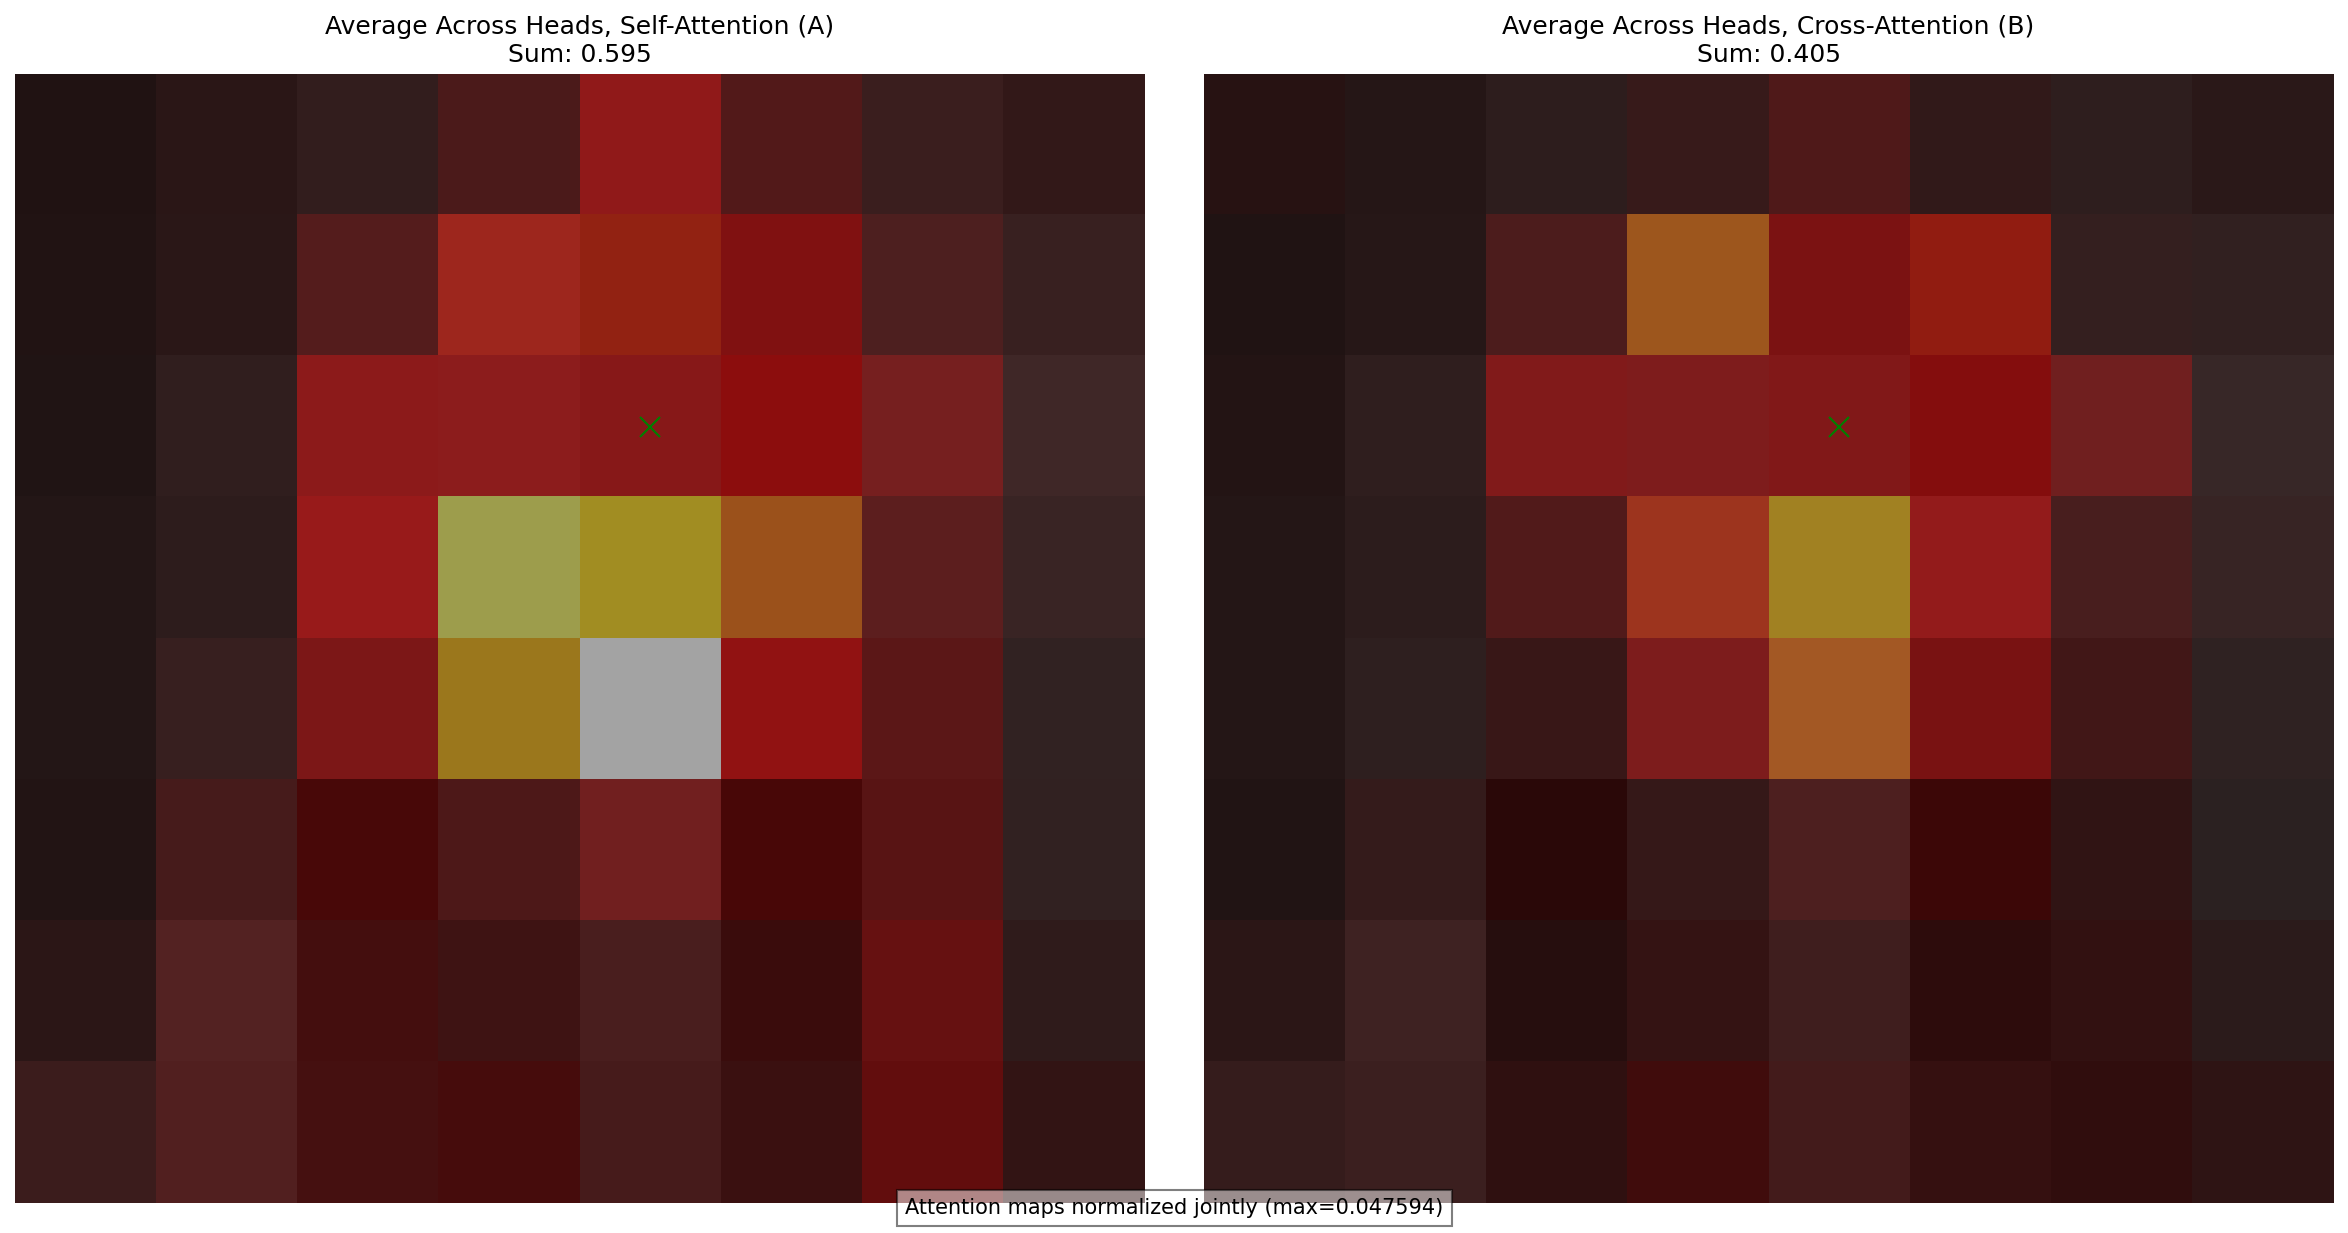 Average Across Heads, Self-Attention (A)
Sum: 0.595
Average Across Heads, Cross-Attention (B)
Sum: 0.405
Attention maps normalized jointly (max=0.047594)